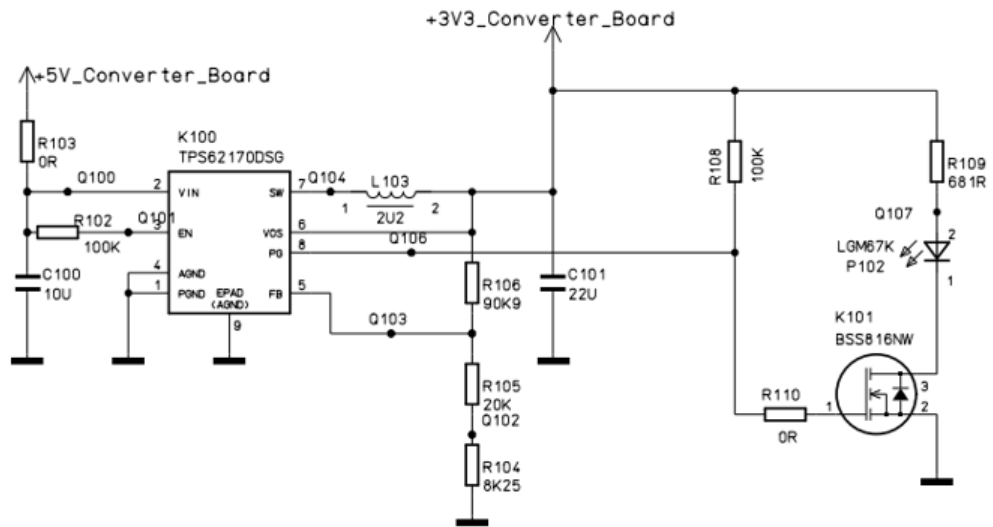 +3V3_Converter_Board
+5V_Converter_Board
R103
0R
K100
TPS62170DSG
Q100
2
VIN
SW
7
Q104
L103
1
2
2U2
R102
100K
Q101
3
EN
VOS
6
PG
8
Q106
C100
10U
4
AGND
1
PGND
EPAD
(AGND)
FB
5
9
Q103
R106
90K9
C101
22U
R105
20K
Q102
R104
8K25
R108
100K
R109
681R
Q107
LGM67K
P102
2
1
K101
BSS816NW
R110
0R
1
3
2